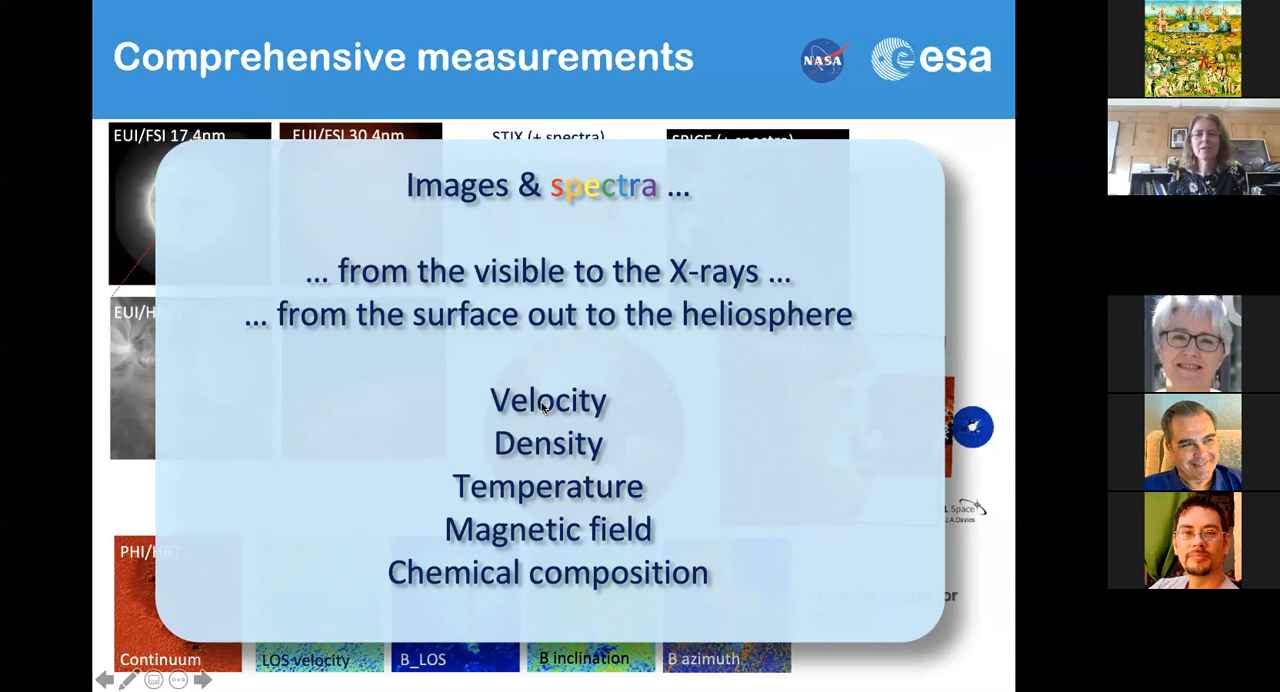 Comprehensive measurements
NASA
esa
EUI/FSI 17.4nm
EUI/FSI 30.4nm
STIX (+ spectra)
SPICE (+ spectra)
Images & spectra ...
... from the visible to the X-rays ...
... from the surface out to the heliosphere
Velocity
Density
Temperature
Magnetic field
Chemical composition
PHI/HRT
Continuum
LOS velocity
B_LOS
B inclination
B azimuth
Space
J.A.Davies